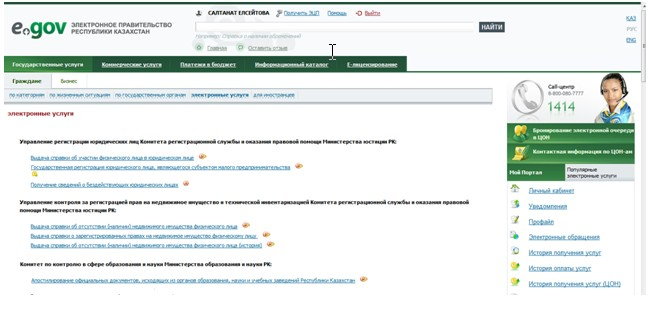 САЛТАНАТ ЕЛСЕИТОВА Получить ЭЦП Помощь Выйти
e.gov ЭЛЕКТРОННОЕ ПРАВИТЕЛЬСТВО
РЕСПУБЛИКИ КАЗАХСТАН
НАЙТИ
Главная Оставить отзыв
ҚАЗ
РУС
ENG
Государственные услуги Коммерческие услуги Платежи в бюджет Информационный каталог Е-лицензирование
Граждане Бизнес
по категориям по жизненным ситуациям по государственным органам электронные услуги для иностранцев
электронные услуги
Управление регистрации юридических лиц Комитета регистрационной службы и оказания правовой помощи Министерства юстиции РК:
Выдача справки об участии физического лица в юридическом лице
Государственная регистрация юридического лица, являющегося субъектом малого предпринимательства
Получение сведений о бездействующих юридических лицах
Управление контроля за регистрацией прав на недвижимое имущество и технической инвентаризацией Комитета регистрационной службы и оказания правовой
помощи Министерства юстиции РК:
Выдача справки об отсутствии (наличии) недвижимого имущества физического лица
Выдача справки о зарегистрированных правах на недвижимое имущество физическому лицу
Выдача справки об отсутствии (наличии) недвижимого имущества физического лица (история)
Комитет по контролю в сфере образования и науки Министерства образования и науки РК:
Апостилирование официальных документов, исходящих из органов образования, науки и учебных заведений Республики Казахстан
Call-центр
8-800-080-7777
1414
Бронирование электронной очереди
в ЦОН
Контактная информация по ЦОН-ам
Мой Портал
Популярные
электронные услуги
Личный кабинет
Уведомления
Профайл
Электронные обращения
История получения услуг
История оплаты услуг
История получения услуг (ЦОН)